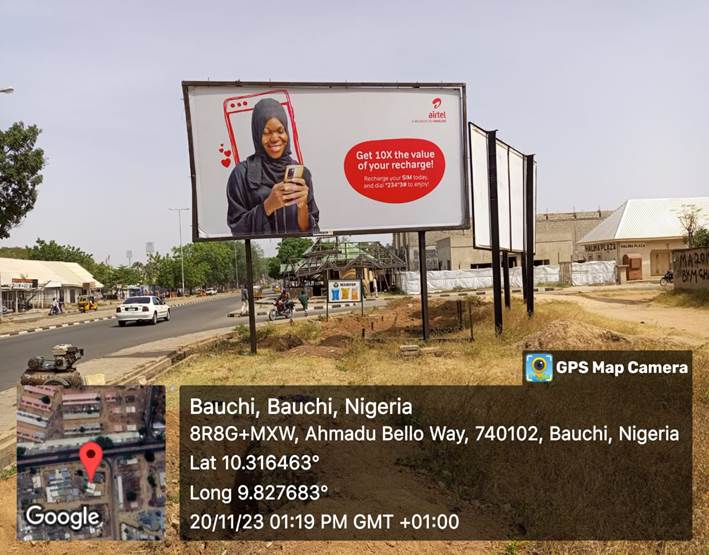 airtel
Get 10X the value
of your recharge!
Recharge your SIM today,
and dial *234*3# to enjoy!
HALIMA PLAZA
GPS Map Camera
Bauchi, Bauchi, Nigeria
8R8G+MXW, Ahmadu Bello Way, 740102, Bauchi, Nigeria
Lat 10.316463°
Long 9.827683°
20/11/23 01:19 PM GMT +01:00
Google